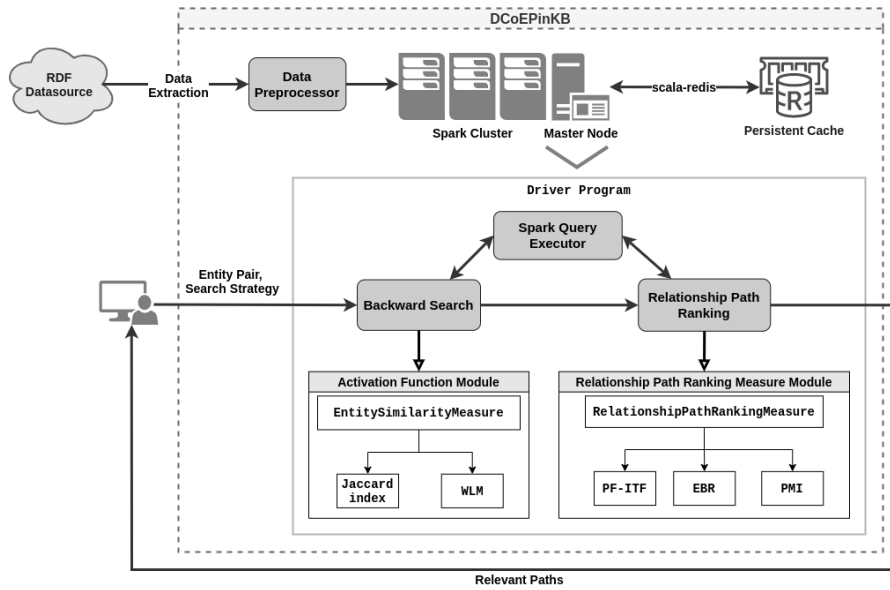 DCoEPinKB
RDF
Datasource
Data
Extraction
Data
Preprocessor
Spark Cluster
Master Node
scala-redis
R
Persistent Cache
Driver Program
Spark Query
Executor
Entity Pair,
Search Strategy
Backward Search
Relationship Path
Ranking
Activation Function Module
EntitySimilarityMeasure
Jaccard
index
WLM
Relationship Path Ranking Measure Module
RelationshipPathRankingMeasure
PF-ITF
EBR
PMI
Relevant Paths